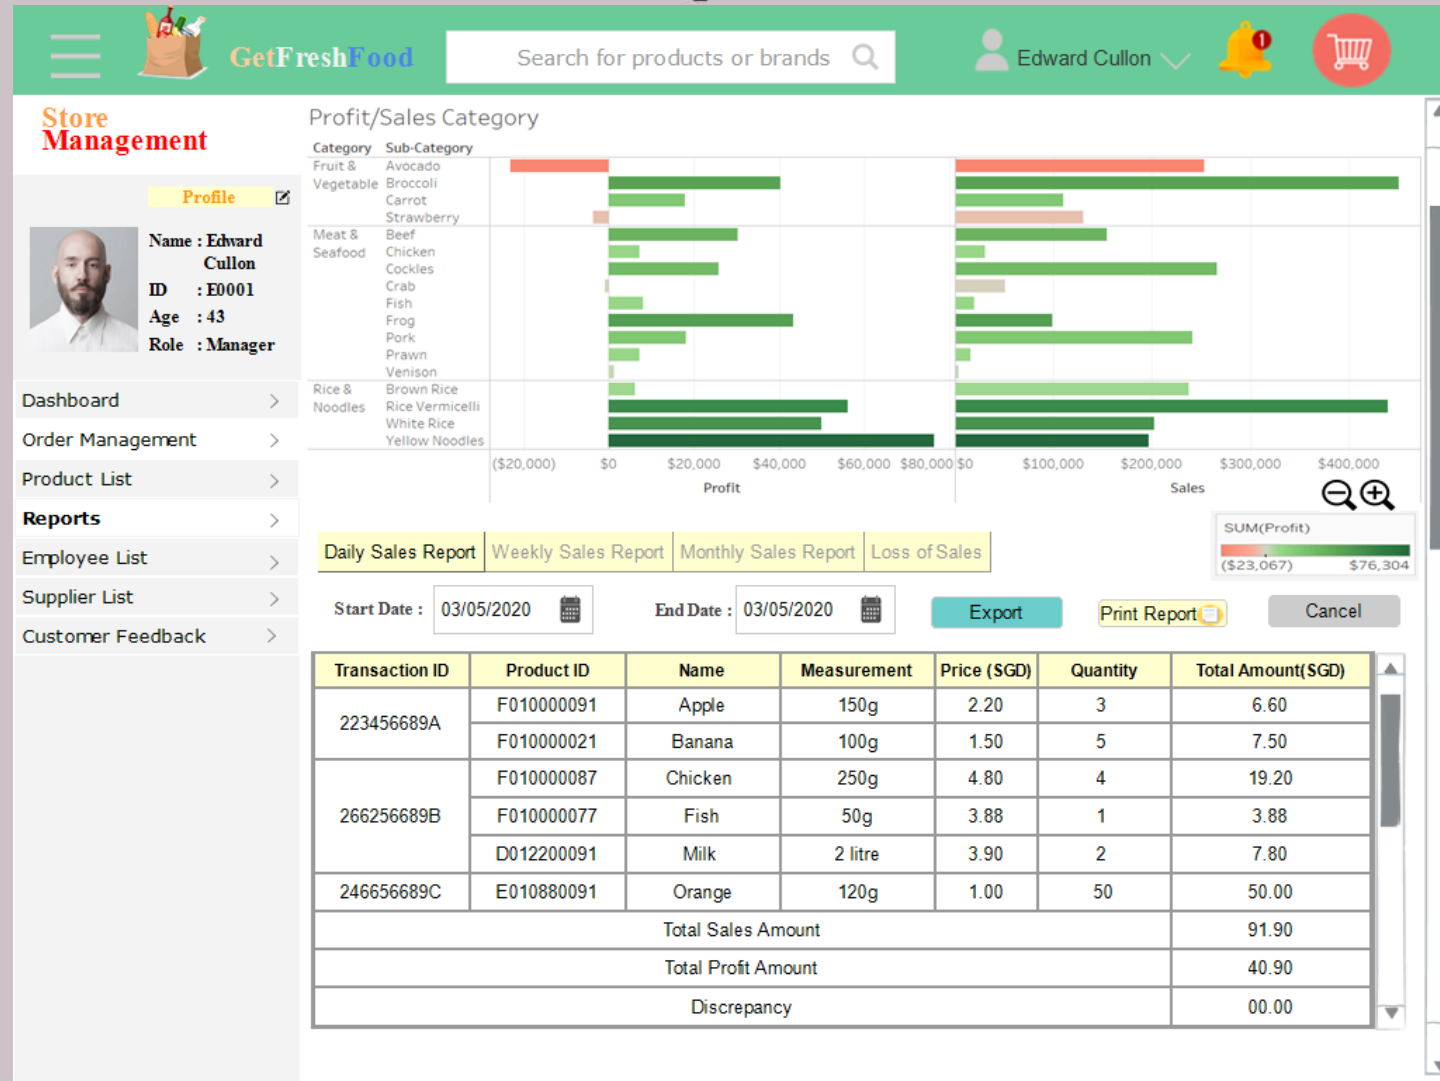 GetFreshFood
Search for products or brands
Edward Cullon
1
Store
Management
Profile
Name : Edward
Cullon
ID : E0001
Age : 43
Role : Manager
Dashboard
Order Management
Product List
Reports
Employee List
Supplier List
Customer Feedback
Profit/Sales Category
Category Sub-Category
Fruit & Avocado
Vegetable Broccoli
Carrot
Strawberry
Meat & Beef
Seafood Chicken
Cockles
Crab
Fish
Frog
Pork
Prawn
Venison
Rice & Brown Rice
Noodles Rice Vermicelli
White Rice
Yellow Noodles
($20,000) $0 $20,000 $40,000 $60,000 $80,000 $0 $100,000 $200,000 $300,000 $400,000
Profit Sales
SUM(Profit)
($23,067) $76,304
Daily Sales Report Weekly Sales Report Monthly Sales Report Loss of Sales
Start Date : 03/05/2020 End Date : 03/05/2020 Export Print Report Cancel
Transaction ID Product ID Name Measurement Price (SGD) Quantity Total Amount(SGD)
223456689A F010000091 Apple 150g 2.20 3 6.60
F010000021 Banana 100g 1.50 5 7.50
266256689B F010000087 Chicken 250g 4.80 4 19.20
F010000077 Fish 50g 3.88 1 3.88
D012200091 Milk 2 litre 3.90 2 7.80
246656689C E010880091 Orange 120g 1.00 50 50.00
Total Sales Amount 91.90
Total Profit Amount 40.90
Discrepancy 00.00